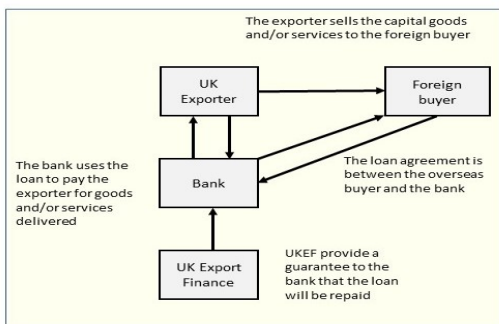 The exporter sells the capital goods
and/or services to the foreign buyer
UK
Exporter
Foreign
buyer
The bank uses the
loan to pay the
exporter for goods
and/or services
delivered
Bank
The loan agreement is
between the overseas
buyer and the bank
UK Export
Finance
UKEF provide a
guarantee to the
bank that the loan
will be repaid